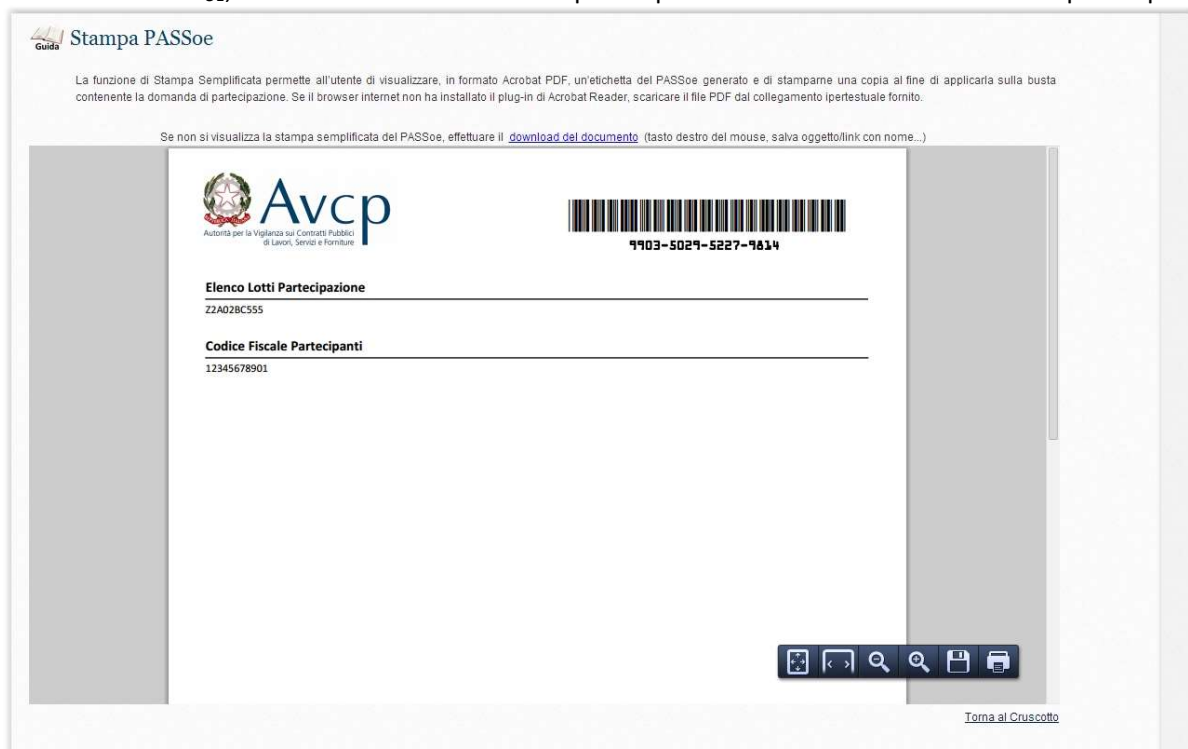 Guida
Stampa PASSoe
La funzione di Stampa Semplificata permette all'utente di visualizzare, in formato Acrobat PDF, un'etichetta del PASSoe generato e di stamparne una copia al fine di applicarla sulla busta
contenente la domanda di partecipazione. Se il browser internet non ha installato il plug-in di Acrobat Reader, scaricare il file PDF dal collegamento ipertestuale fornito.
Se non si visualizza la stampa semplificata del PASSoe, effettuare il download del documento (tasto destro del mouse, salva oggetto/link con nome...)
Avcp
Autorità per la Vigilanza sui Contratti Pubblici
di Lavori, Servizi e Forniture
9903-5029-5227-9814
Elenco Lotti Partecipazione
Z2A02BC555
Codice Fiscale Partecipanti
12345678901
Torna al Cruscotto